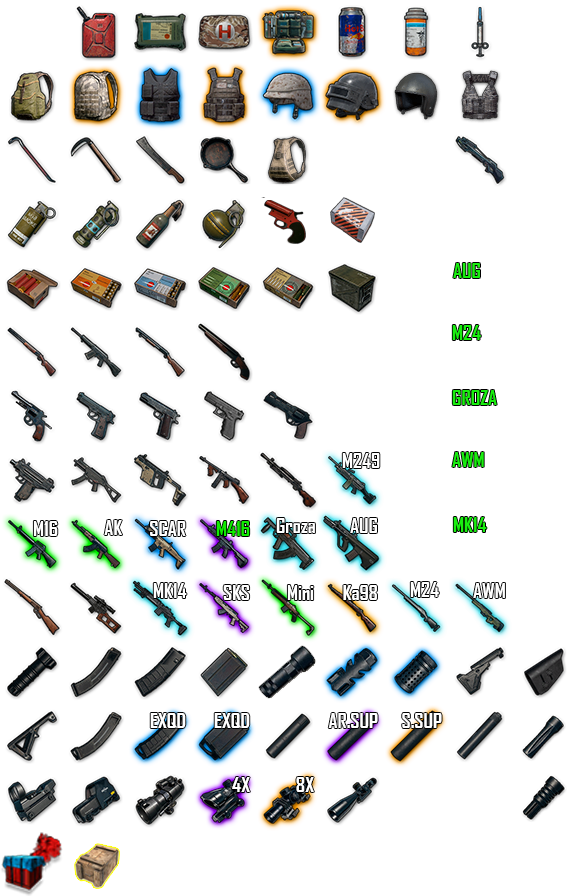 H
AUG
M24
GROZA
M249
AWM
M16
AK
SCAR
M416
Groza
AUG
MK14
MK14
SKS
Mini
Ka98
M24
AWM
EXQD
EXQD
AR.SUP
S.SUP
4X
8X